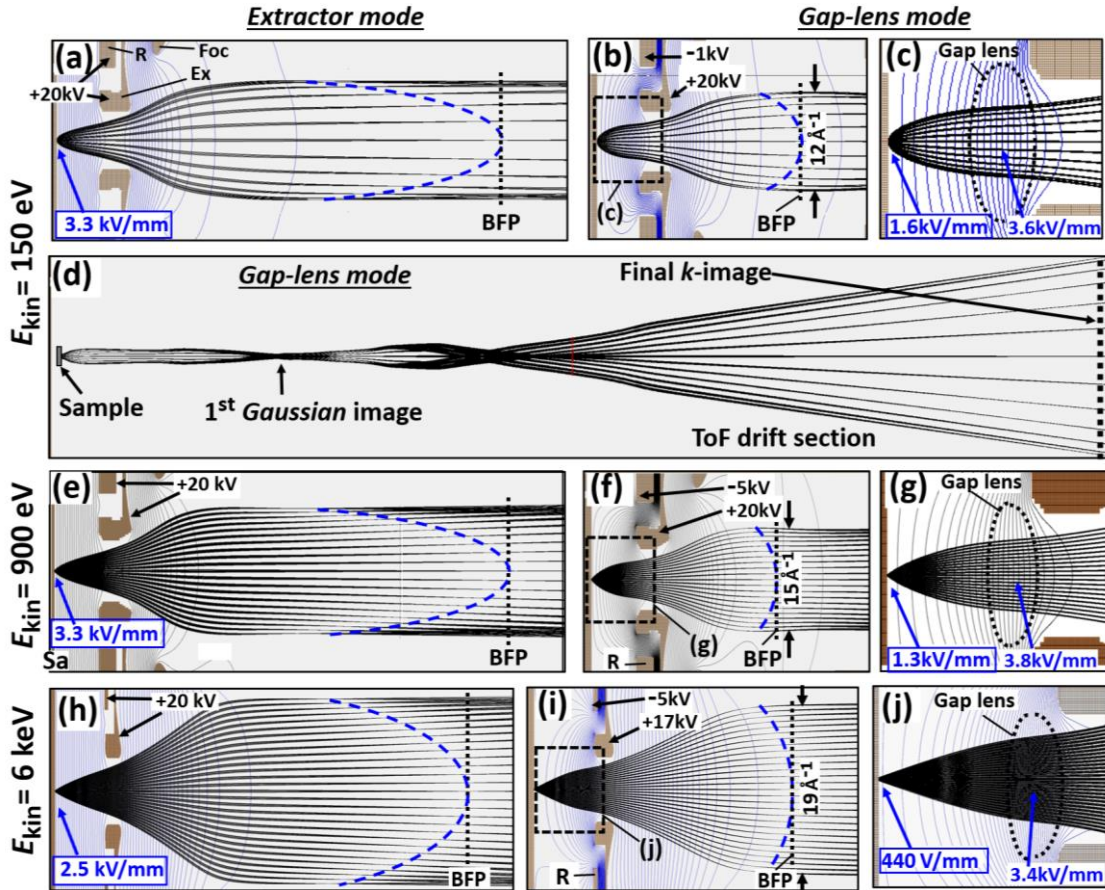 Extractor mode
Gap-lens mode
(a)
R
Foc
Ex
+20kV
3.3 kV/mm
BFP
(b)
−1kV
+20kV
12 Å⁻¹
(c)
BFP
(c)
Gap lens
1.6kV/mm
3.6kV/mm
Ekin= 150 eV
(d)
Gap-lens mode
Final k-image
Sample
1st Gaussian image
ToF drift section
Ekin= 900 eV
(e)
+20 kV
3.3 kV/mm
Sa
BFP
(f)
−5kV
+20kV
15 Å⁻¹
(g)
R
BFP
(g)
Gap lens
1.3kV/mm
3.8kV/mm
Ekin= 6 keV
(h)
+20 kV
2.5 kV/mm
BFP
(i)
−5kV
+17kV
19 Å⁻¹
(j)
R
BFP
(j)
Gap lens
440 V/mm
3.4kV/mm